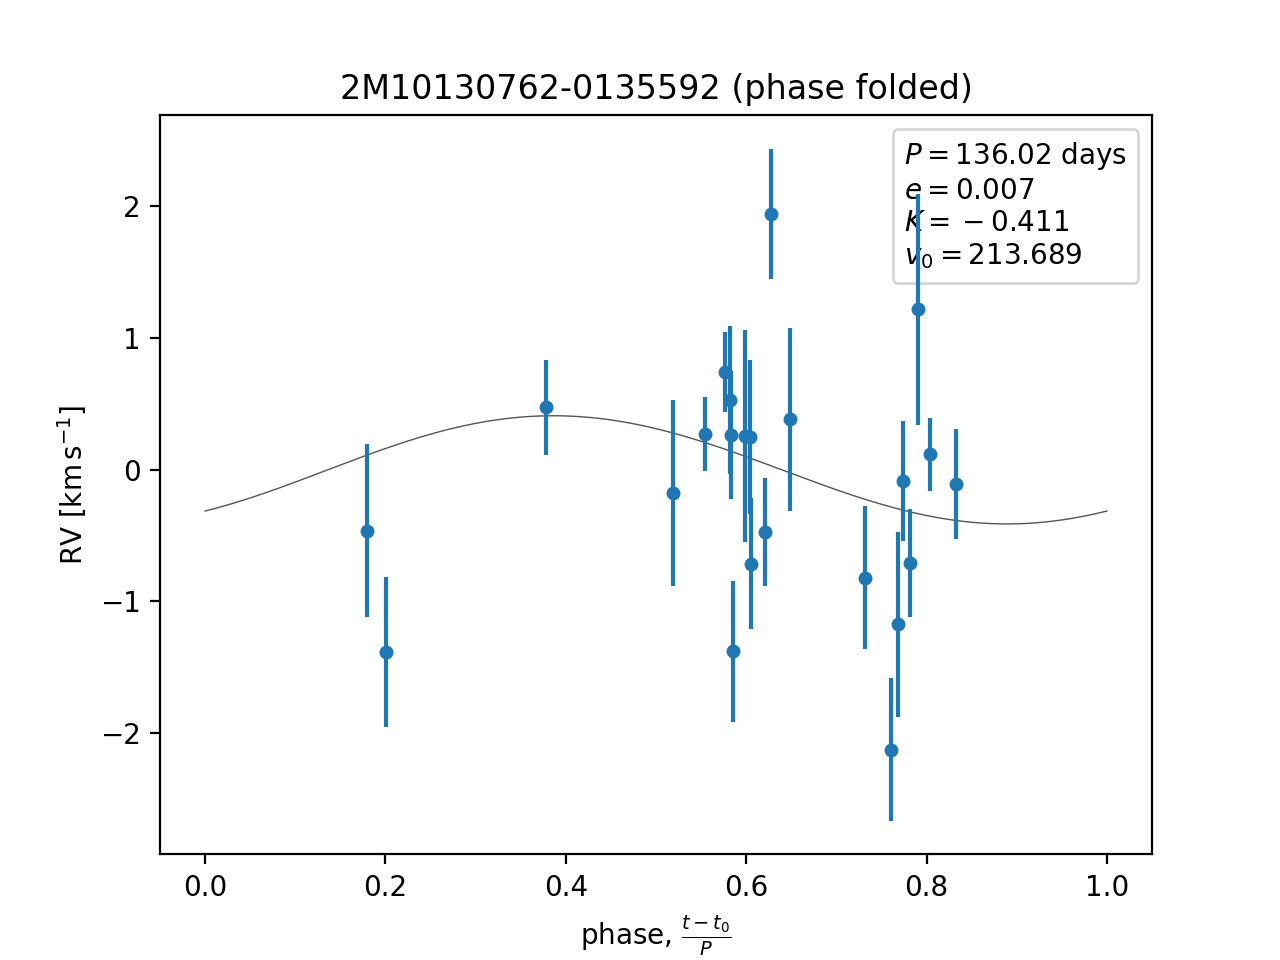 2M10130762-0135592 (phase folded)
P = 136.02 days
e = 0.007
K = −0.411
v₀ = 213.689
2
1
0
−1
−2
RV [km s⁻¹]
0.0 0.2 0.4 0.6 0.8 1.0
phase, (t − t₀)/P